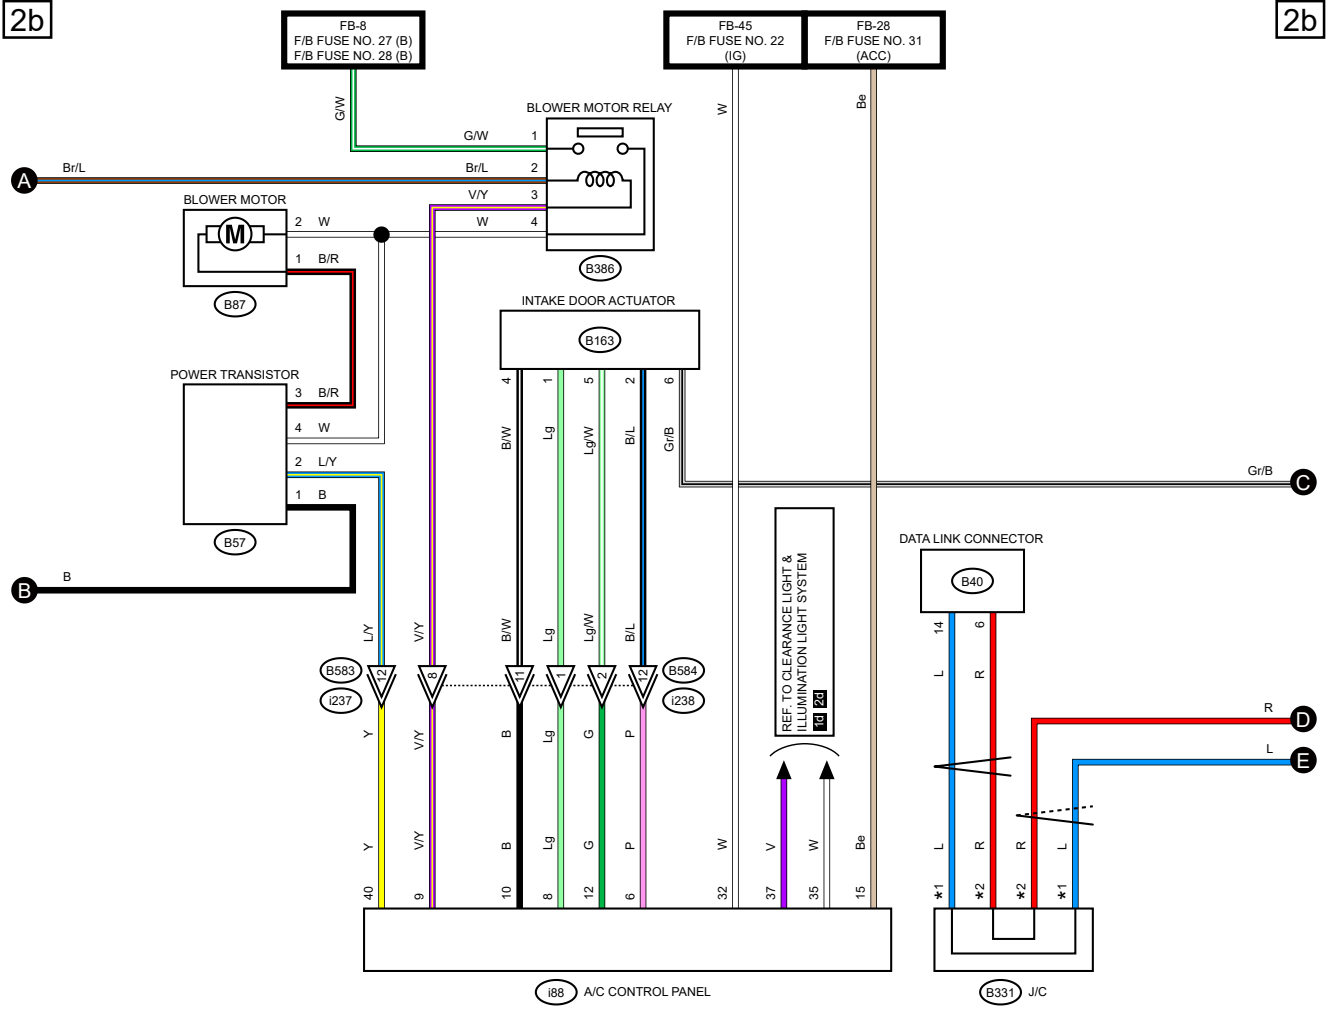 2b
2b
FB-8
F/B FUSE NO. 27 (B)
F/B FUSE NO. 28 (B)
FB-45
F/B FUSE NO. 22
(IG)
FB-28
F/B FUSE NO. 31
(ACC)
G/W
W
Be
BLOWER MOTOR RELAY
G/W 1
A
Br/L
Br/L 2
V/Y 3
W 4
B386
BLOWER MOTOR
M
2 W
1 B/R
B87
INTAKE DOOR ACTUATOR
B163
4 1 5 2 6
B/W Lg Lg/W B/L Gr/B
POWER TRANSISTOR
3 B/R
4 W
2 L/Y
1 B
B57
Gr/B
C
B
B
REF. TO CLEARANCE LIGHT &
ILLUMINATION LIGHT SYSTEM
1d 2d
DATA LINK CONNECTOR
B40
14 6
L R
L/Y V/Y B/W Lg Lg/W B/L
B583
i237
12 8 11 1 2 12
B584
i238
Y V/Y B Lg G P
R
D
L
E
Y V/Y B Lg G P W V W Be
L R R L
40 9 10 8 12 6 32 37 35 15
*1 *2 *2 *1
i88 A/C CONTROL PANEL
B331 J/C